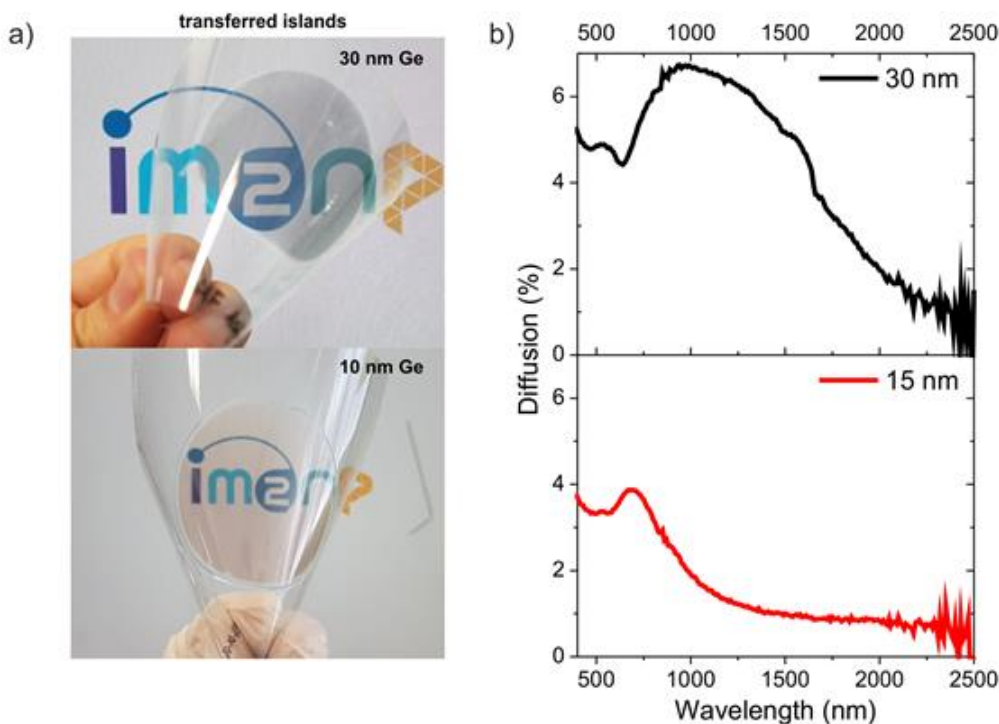 a)
transferred islands
30 nm Ge
im2np
10 nm Ge
im2np
b)
500 1000 1500 2000 2500
30 nm
6
4
2
0
15 nm
6
4
2
0
Diffusion (%)
500 1000 1500 2000 2500
Wavelength (nm)